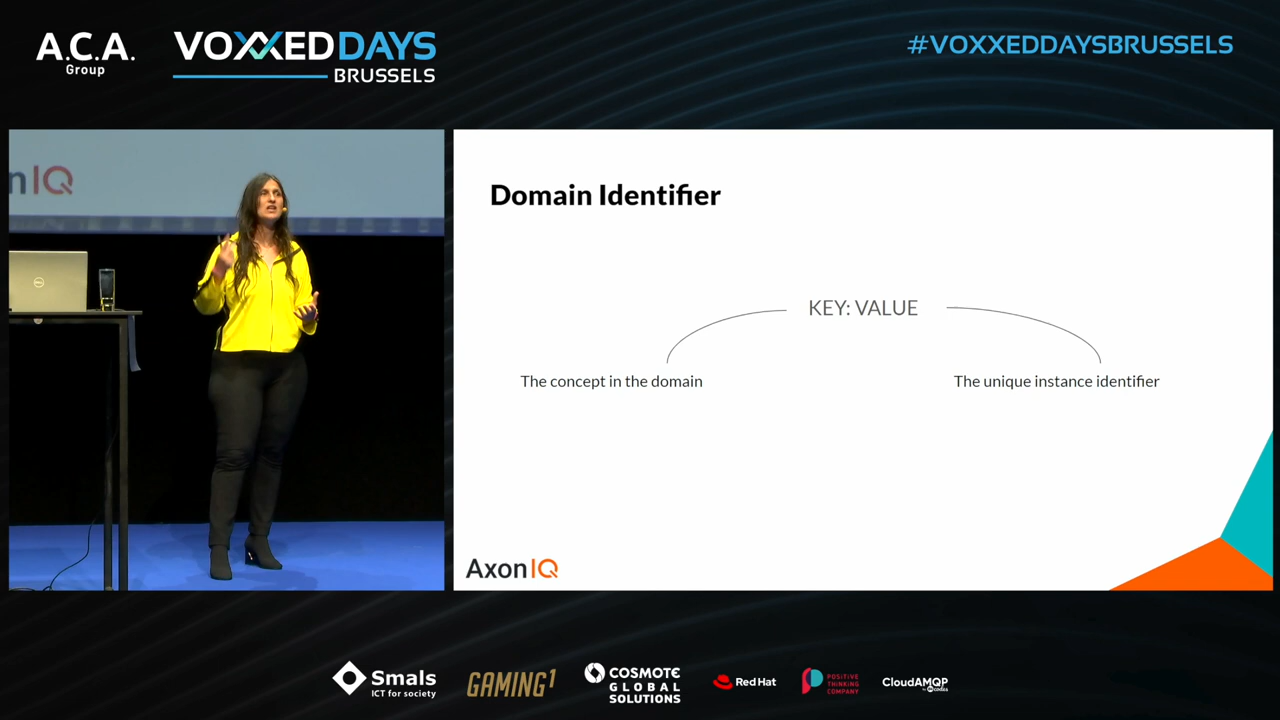 A.C.A.
Group
VOXXEDDAYS
BRUSSELS
#VOXXEDDAYSBRUSSELS
nIQ
DELL
Domain Identifier
KEY: VALUE
The concept in the domain
The unique instance identifier
AxonIQ
Smals
ICT for society
GAMING1
COSMOTE
GLOBAL
SOLUTIONS
Red Hat
POSITIVE
THINKING
COMPANY
CloudAMQP